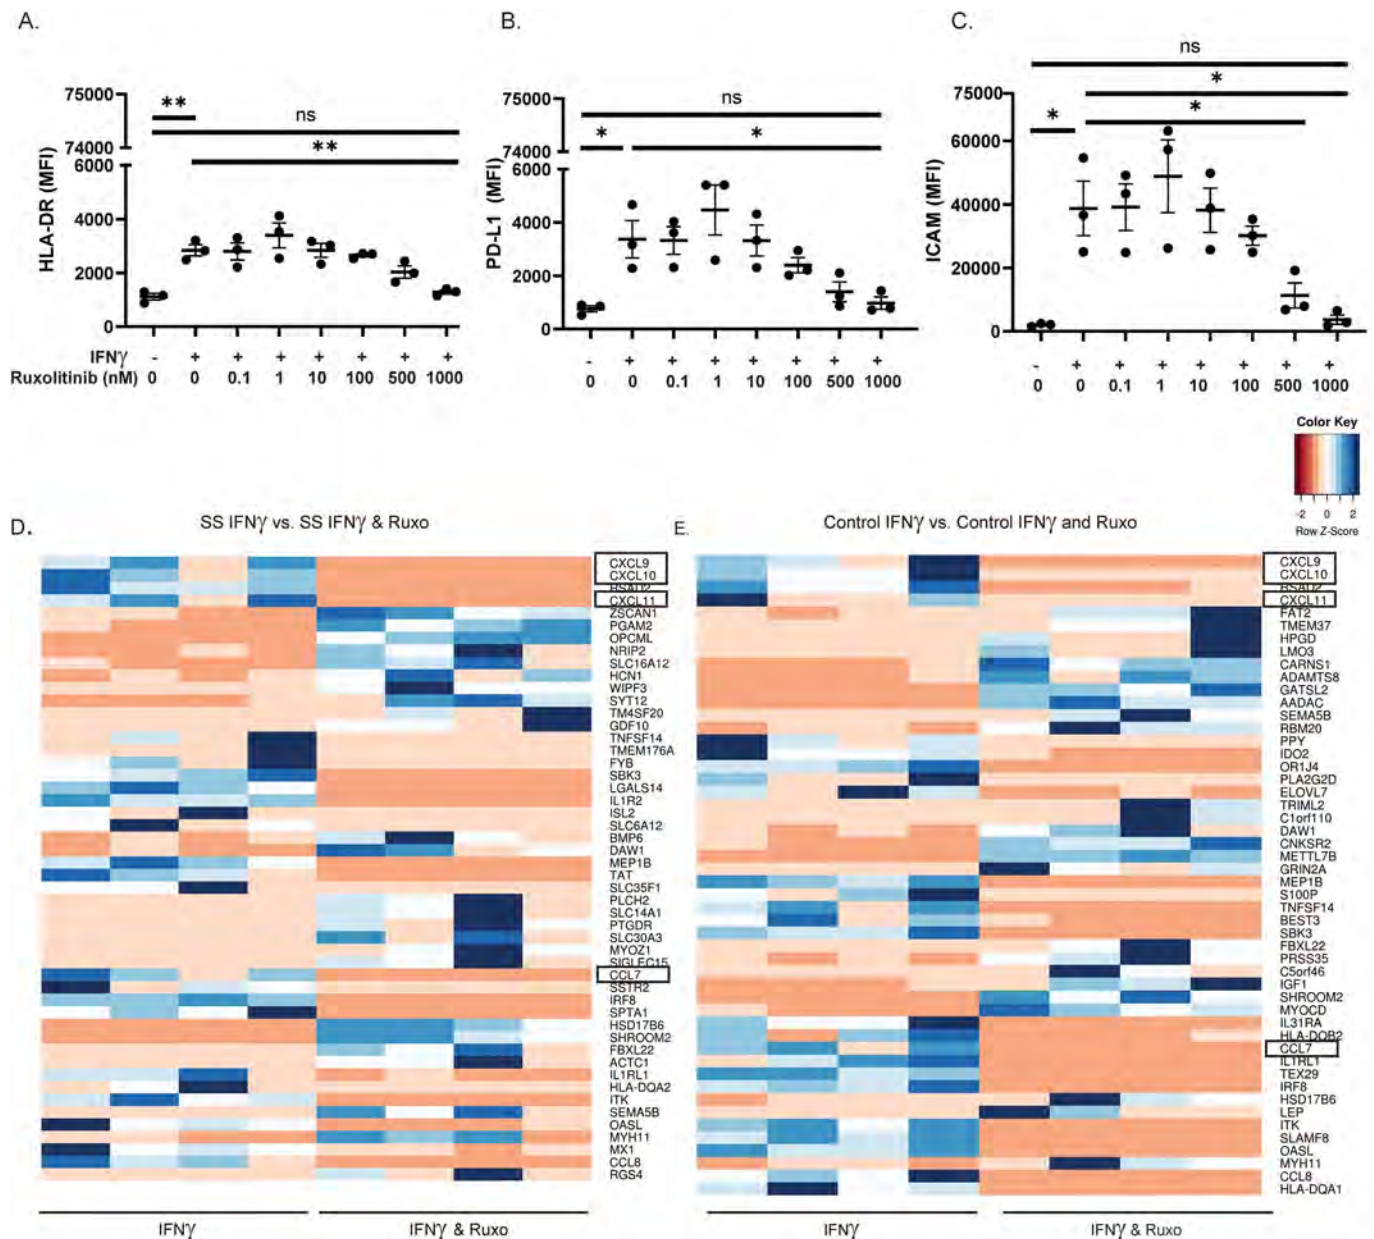 A.
B.
C.
ns
*
75000
**
ns
**
74000
6000
4000
2000
0
HLA-DR (MFI)
IFNγ
- + + + + + + +
Ruxolitinib (nM) 0 0 0.1 1 10 100 500 1000
75000
ns
*
*
74000
6000
4000
2000
0
PD-L1 (MFI)
- + + + + + + +
0 0 0.1 1 10 100 500 1000
75000
*
*
60000
40000
20000
0
ICAM (MFI)
- + + + + + + +
0 0 0.1 1 10 100 500 1000
Color Key
-2 0 2
Row Z-Score
D.
SS IFNγ vs. SS IFNγ & Ruxo
CXCL9
CXCL10
RSAD2
CXCL11
ZSCAN1
PGAM2
OPCML
NRIP2
SLC16A12
HCN1
WIPF3
SYT12
TM4SF20
GDF10
TNFSF14
TMEM176A
FYB
SBK3
LGALS14
IL1R2
ISL2
SLC6A12
BMP6
DAW1
MEP1B
TAT
SLC35F1
PLCH2
SLC14A1
PTGDR
SLC30A3
MYOZ1
SIGLEC15
CCL7
SSTR2
IRF8
SPTA1
HSD17B6
SHROOM2
FBXL22
ACTC1
IL1RL1
HLA-DQA2
ITK
SEMA5B
OASL
MYH11
MX1
CCL8
RGS4
IFNγ
IFNγ & Ruxo
E.
Control IFNγ vs. Control IFNγ and Ruxo
CXCL9
CXCL10
RSAD2
CXCL11
FAT2
TMEM37
HPGD
LMO3
CARNS1
ADAMTS8
GATSL2
AADAC
SEMA5B
RBM20
PPY
IDO2
OR1J4
PLA2G2D
ELOVL7
TRIML2
C1orf110
DAW1
CNKSR2
METTL7B
GRIN2A
MEP1B
S100P
TNFSF14
BEST3
SBK3
FBXL22
PRSS35
C5orf46
IGF1
SHROOM2
MYOCD
IL31RA
HLA-DQB2
CCL7
IL1RL1
TEX29
IRF8
HSD17B6
LEP
ITK
SLAMF8
OASL
MYH11
CCL8
HLA-DQA1
IFNγ
IFNγ & Ruxo